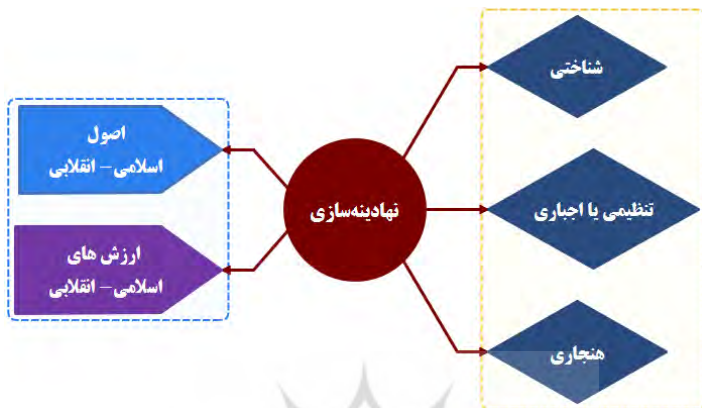 شناختی
تنظیمی یا اجباری
هنجاری
نهادینه‌سازی
اصول
اسلامی– انقلابی
ارزش های
اسلامی– انقلابی